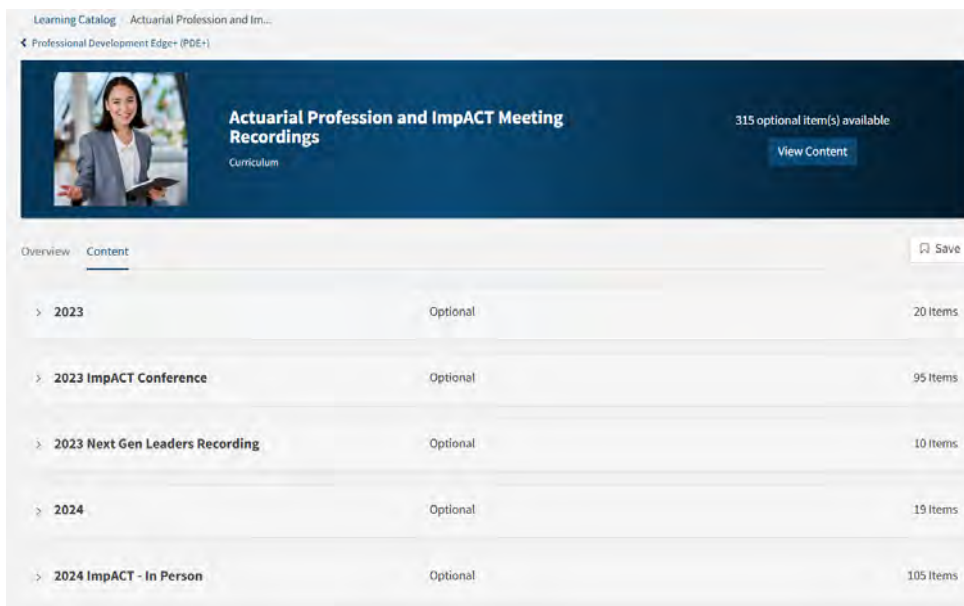 Learning Catalog Actuarial Profession and Im...
Professional Development Edge+ (PDE+)
Actuarial Profession and ImpACT Meeting
Recordings
Curriculum
315 optional item(s) available
View Content
Overview Content
Save
2023 Optional 20 Items
2023 ImpACT Conference Optional 95 Items
2023 Next Gen Leaders Recording Optional 10 Items
2024 Optional 19 Items
2024 ImpACT - In Person Optional 105 Items